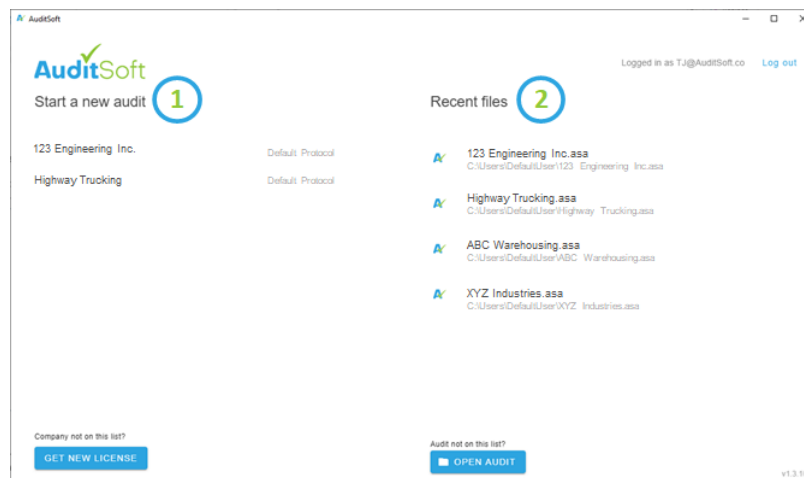 AuditSoft
AuditSoft
Logged in as TJ@AuditSoft.co Log out
Start a new audit 1
123 Engineering Inc. Default Protocol
Highway Trucking Default Protocol
Recent files 2
123 Engineering Inc.asa
C:\Users\DefaultUser\123 Engineering Inc.asa
Highway Trucking.asa
C:\Users\DefaultUser\Highway Trucking.asa
ABC Warehousing.asa
C:\Users\DefaultUser\ABC Warehousing.asa
XYZ Industries.asa
C:\Users\DefaultUser\XYZ Industries.asa
Company not on this list?
GET NEW LICENSE
Audit not on this list?
OPEN AUDIT